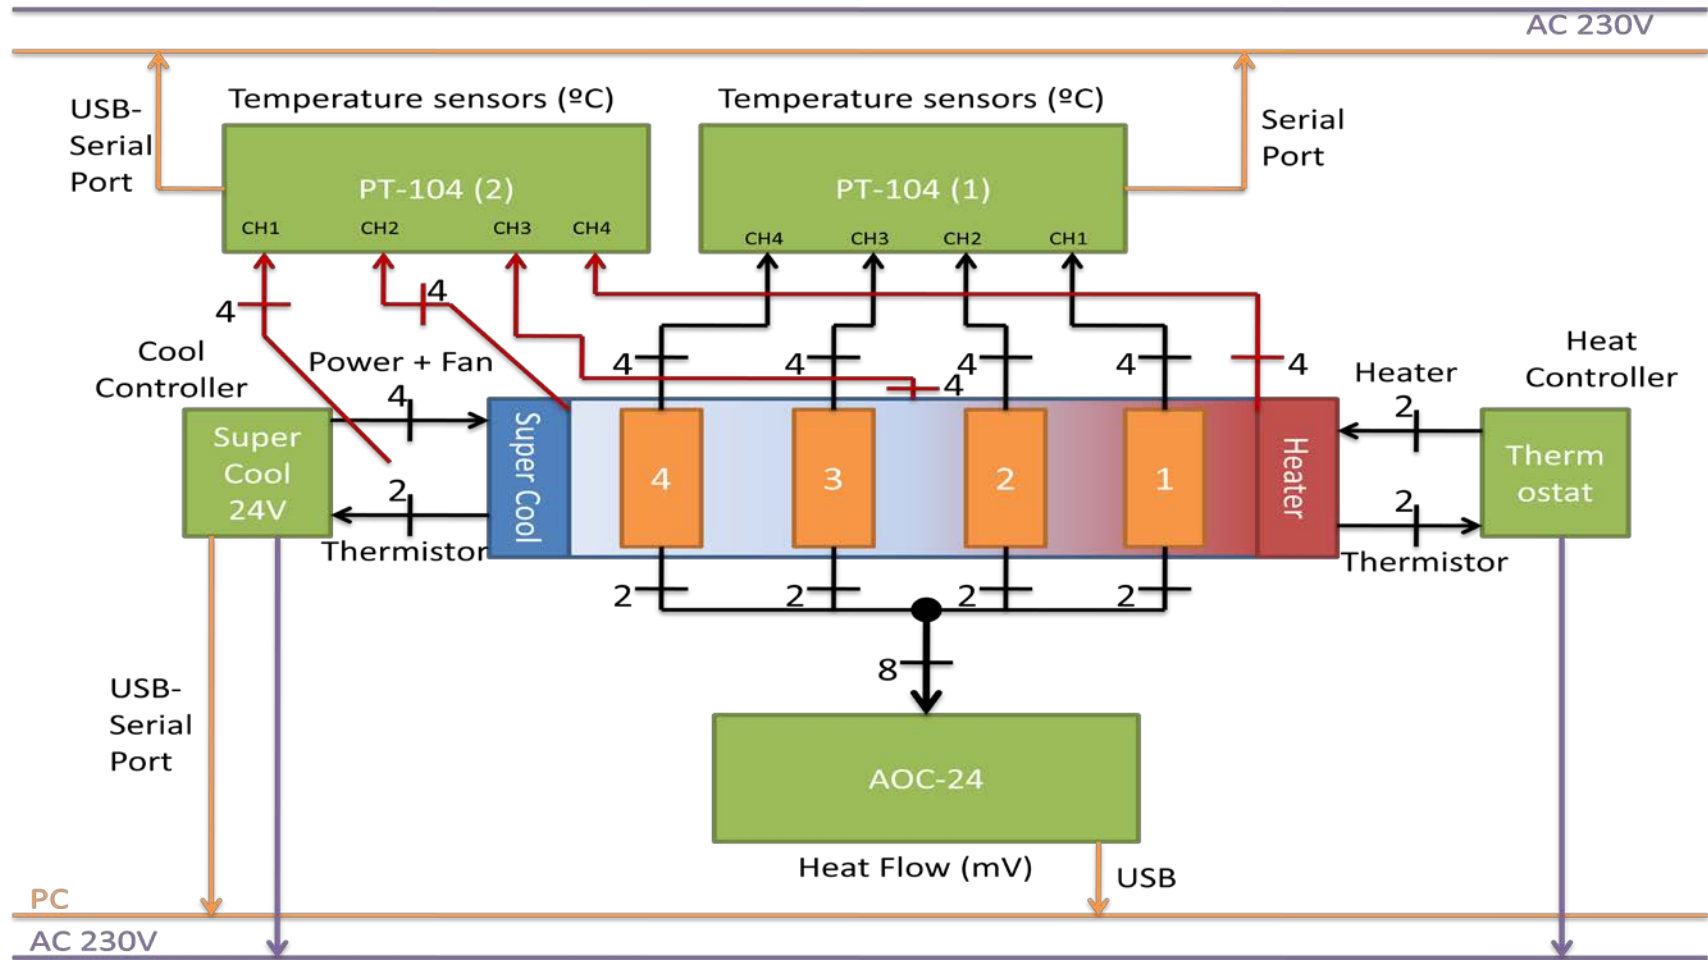 AC 230V
Temperature sensors (ºC)
Temperature sensors (ºC)
USB-
Serial
Port
Serial
Port
PT-104 (2)
PT-104 (1)
CH1
CH2
CH3
CH4
CH4
CH3
CH2
CH1
4
4
Cool
Controller
Power + Fan
4
4
4
4
4
4
Heat
Controller
Heater
4
2
Super
Cool
24V
Super Cool
4
3
2
1
Heater
Therm
ostat
2
2
Thermistor
Thermistor
2
2
2
2
8
USB-
Serial
Port
AOC-24
Heat Flow (mV)
USB
PC
AC 230V